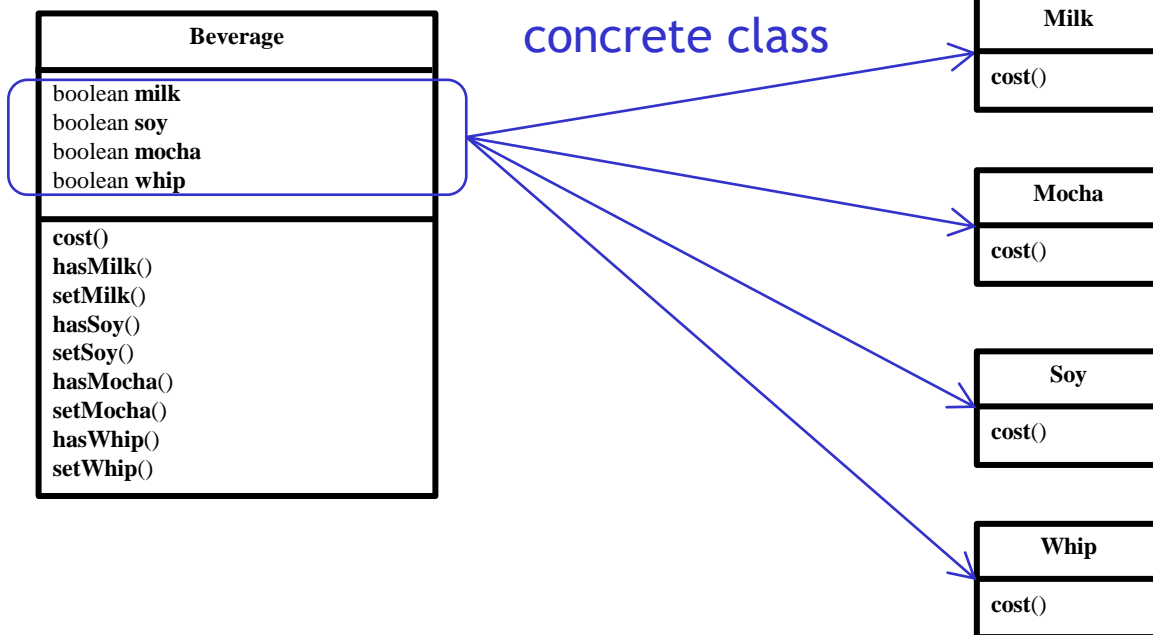 Beverage
boolean milk
boolean soy
boolean mocha
boolean whip
cost()
hasMilk()
setMilk()
hasSoy()
setSoy()
hasMocha()
setMocha()
hasWhip()
setWhip()
concrete class
Milk
cost()
Mocha
cost()
Soy
cost()
Whip
cost()